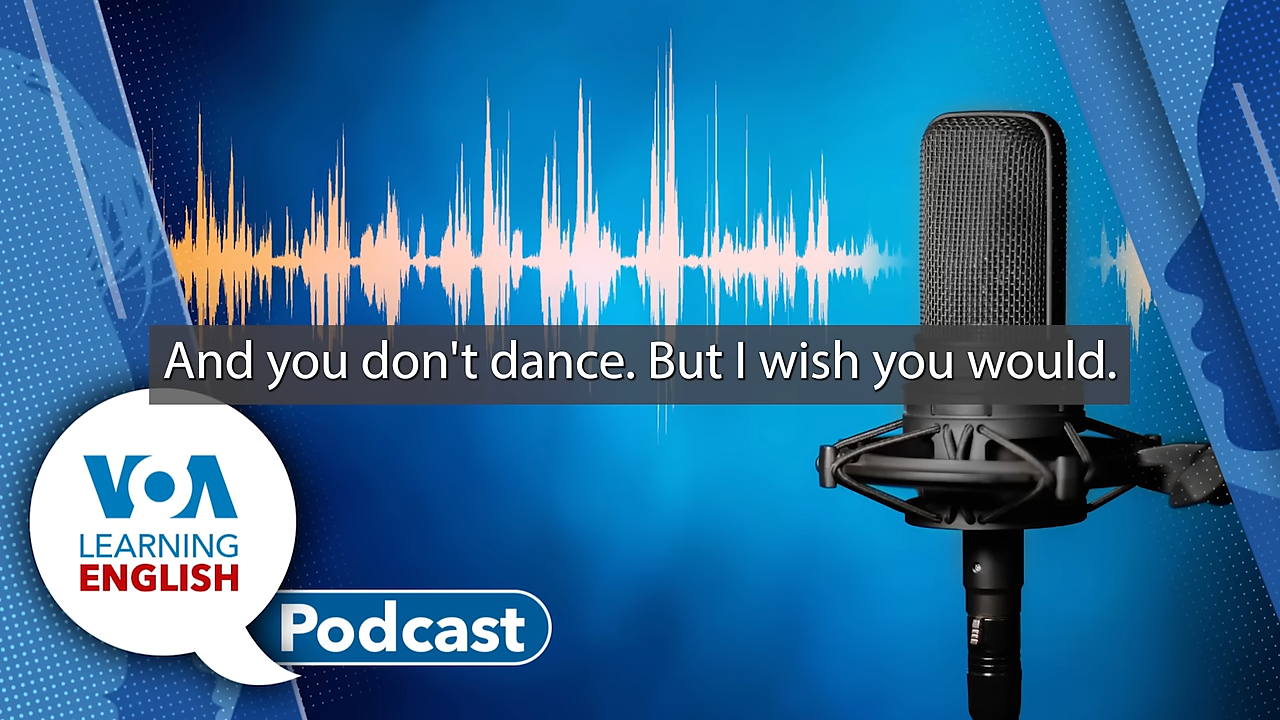 And you don't dance. But I wish you would.
VOA
LEARNING
ENGLISH
Podcast